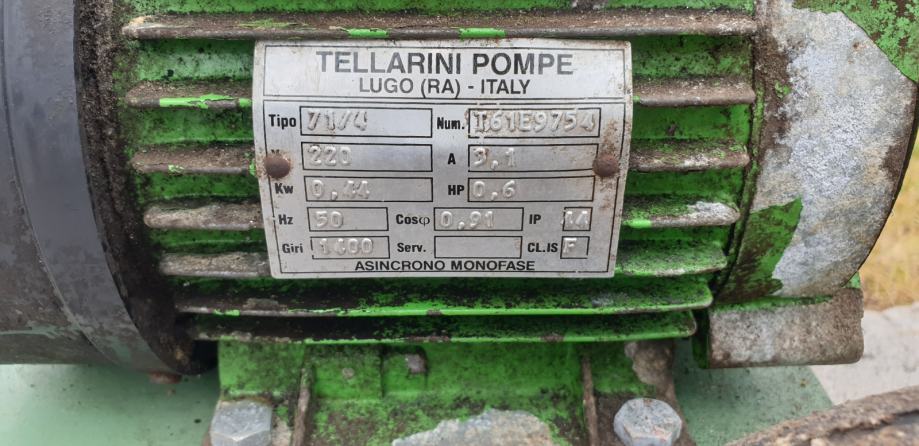 TELLARINI POMPE
LUGO (RA) - ITALY
Tipo 71/4 Num. T61E9754
V 220 A 3,1
Kw 0,44 HP 0,6
Hz 50 Cosφ 0,91 IP 44
Giri 1400 Serv. CL.IS F
ASINCRONO MONOFASE